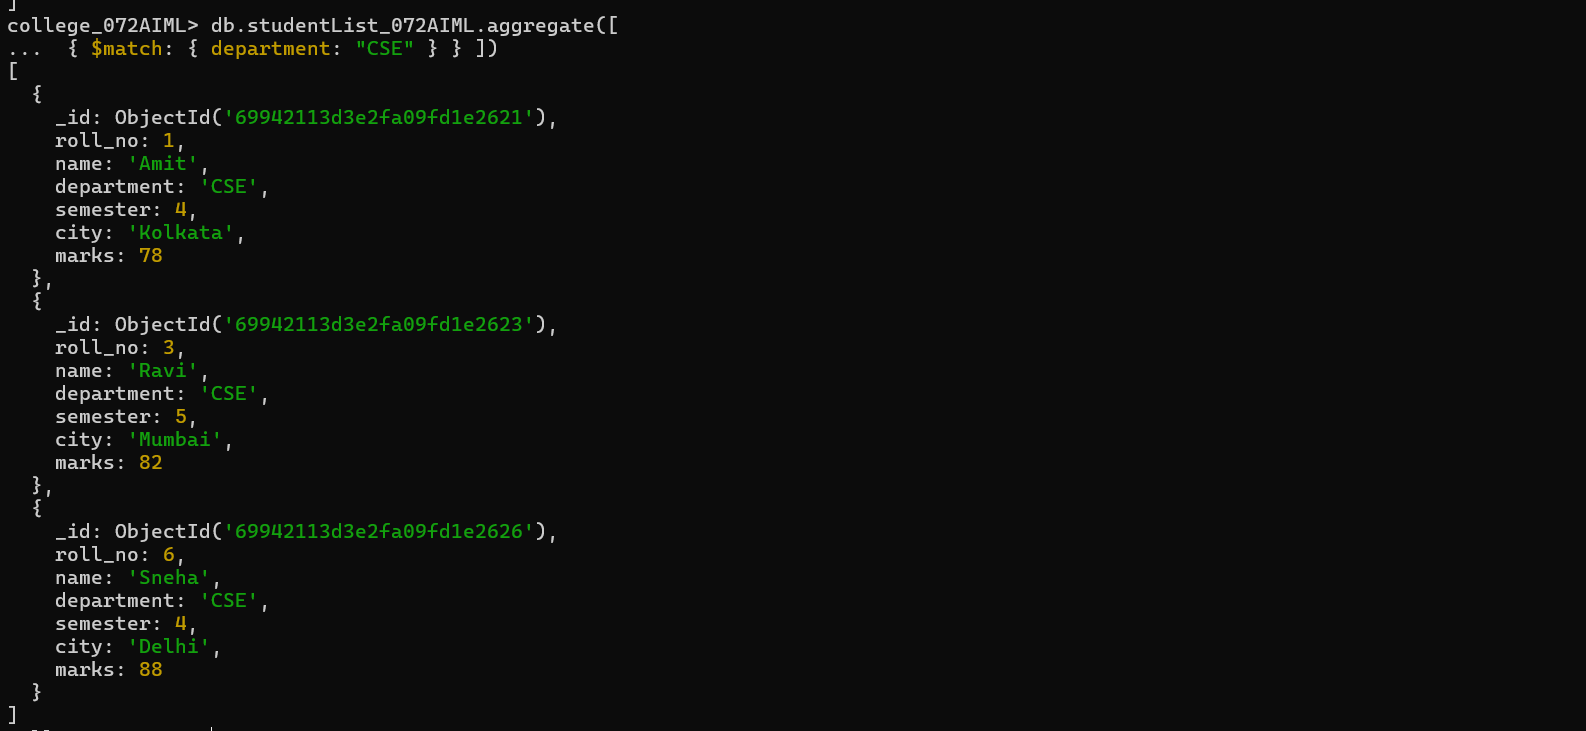 ]
college_072AIML> db.studentList_072AIML.aggregate([
...  { $match: { department: "CSE" } } ])
[
  {
    _id: ObjectId('69942113d3e2fa09fd1e2621'),
    roll_no: 1,
    name: 'Amit',
    department: 'CSE',
    semester: 4,
    city: 'Kolkata',
    marks: 78
  },
  {
    _id: ObjectId('69942113d3e2fa09fd1e2623'),
    roll_no: 3,
    name: 'Ravi',
    department: 'CSE',
    semester: 5,
    city: 'Mumbai',
    marks: 82
  },
  {
    _id: ObjectId('69942113d3e2fa09fd1e2626'),
    roll_no: 6,
    name: 'Sneha',
    department: 'CSE',
    semester: 4,
    city: 'Delhi',
    marks: 88
  }
]